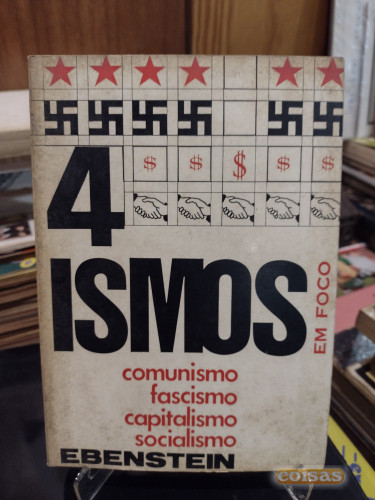 $ $ $ $ $
4
ISMOS
EM FOCO
comunismo
fascismo
capitalismo
socialismo
EBENSTEIN
coisas